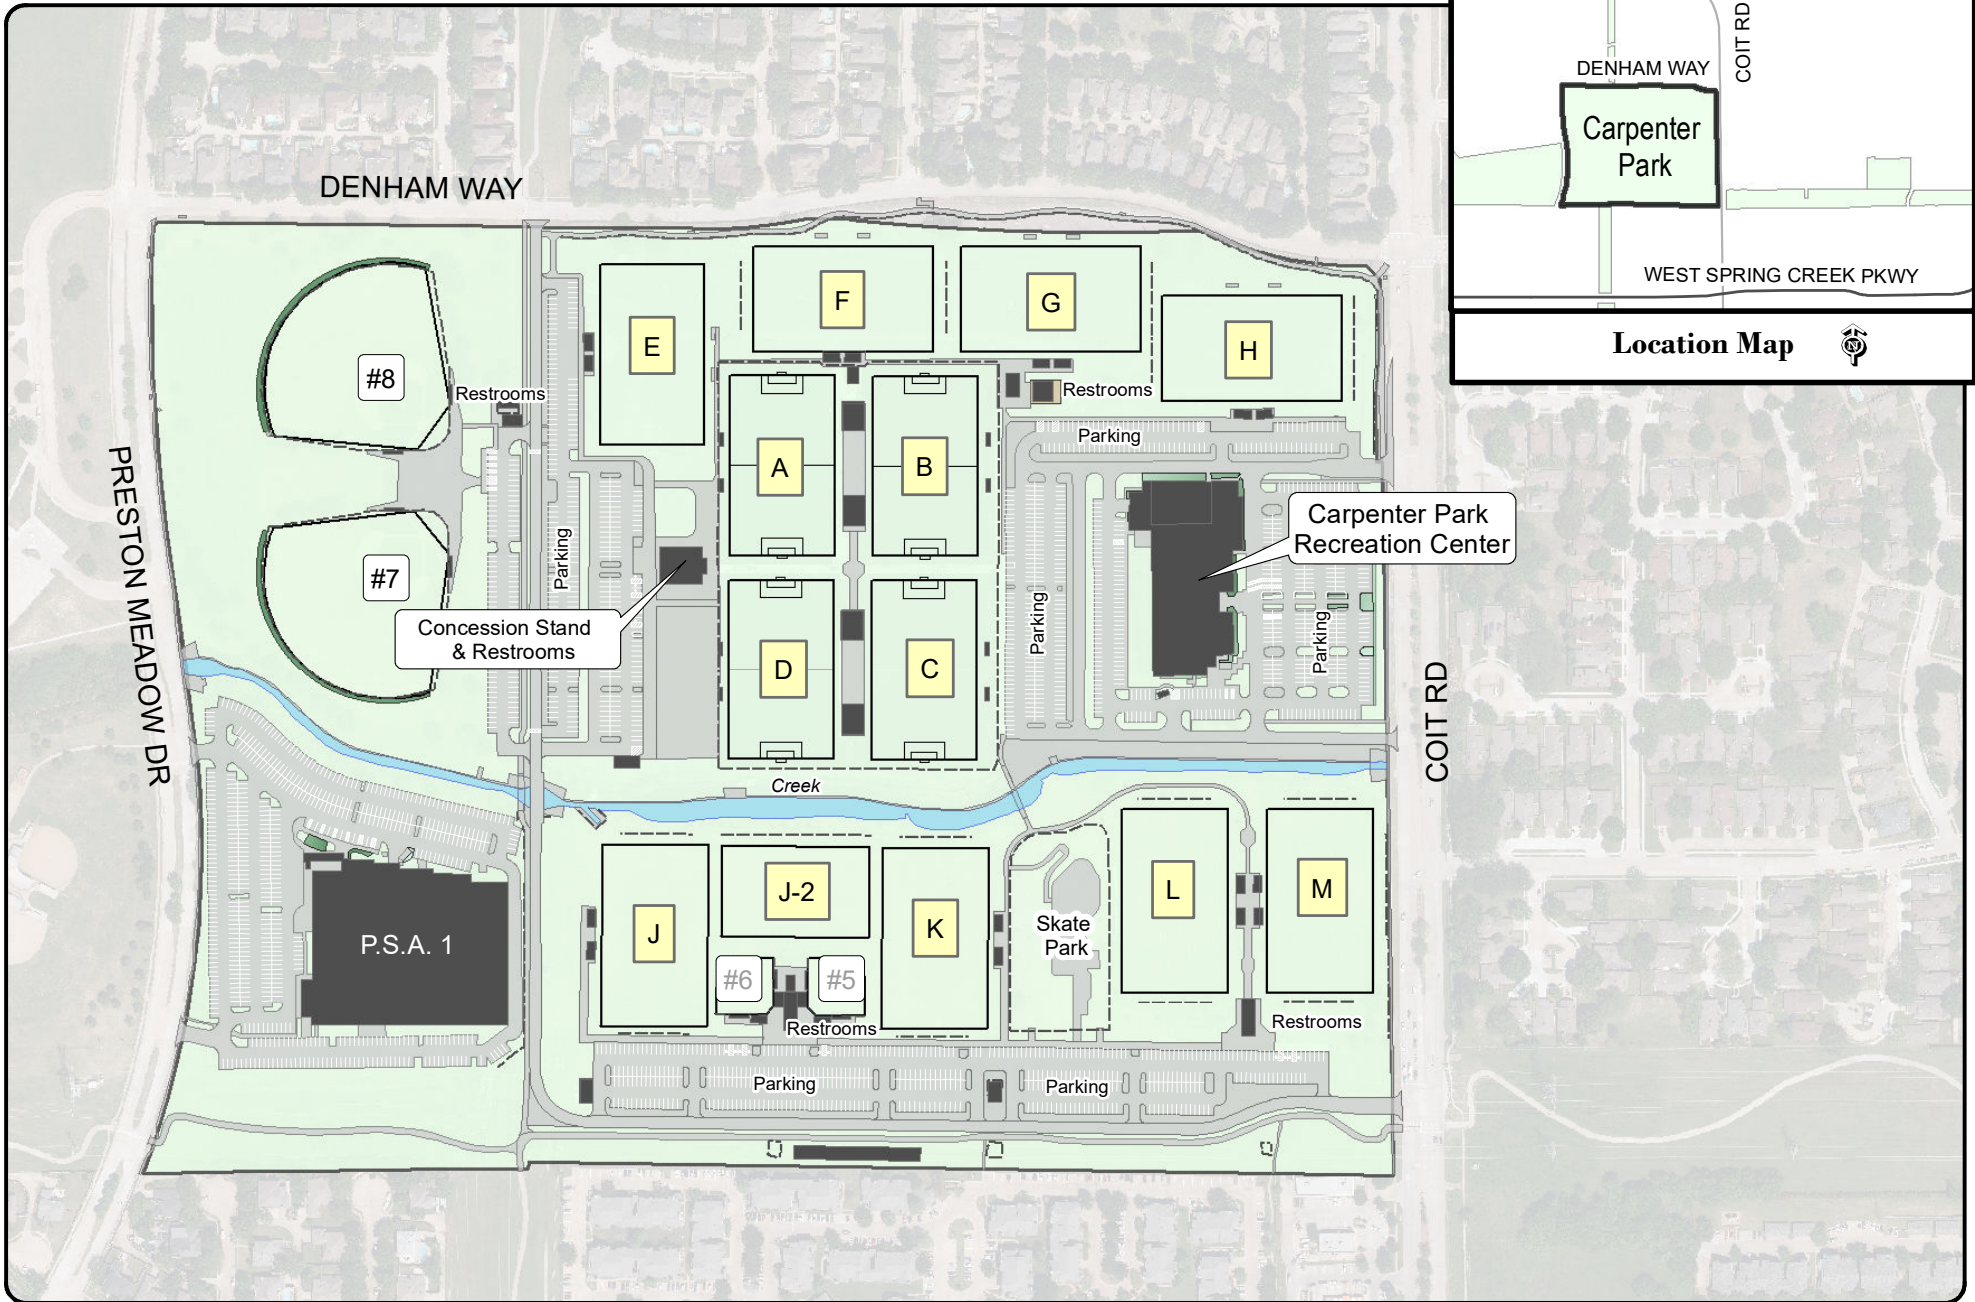 COIT RD
DENHAM WAY
Carpenter
Park
WEST SPRING CREEK PKWY
Location Map
N
DENHAM WAY
F
G
E
H
#8
Restrooms
Restrooms
Parking
A
B
PRESTON MEADOW DR
Carpenter Park
Recreation Center
Parking
#7
Concession Stand
& Restrooms
Parking
Parking
D
C
COIT RD
Creek
J-2
L
M
J
K
Skate
Park
P.S.A. 1
#6
#5
Restrooms
Restrooms
Parking
Parking